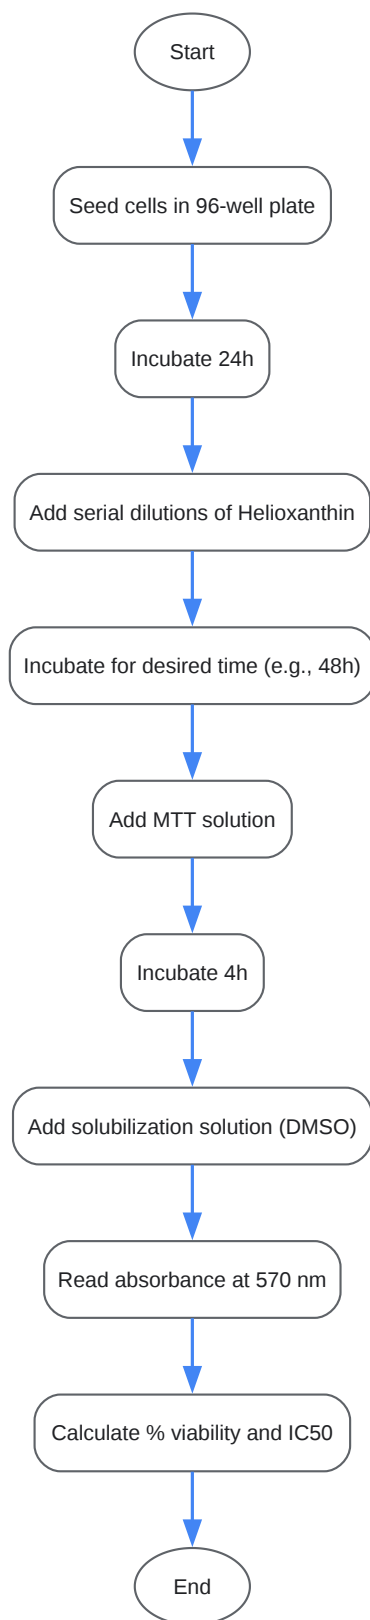 Start
Seed cells in 96-well plate
Incubate 24h
Add serial dilutions of Helioxanthin
Incubate for desired time (e.g., 48h)
Add MTT solution
Incubate 4h
Add solubilization solution (DMSO)
Read absorbance at 570 nm
Calculate % viability and IC50
End